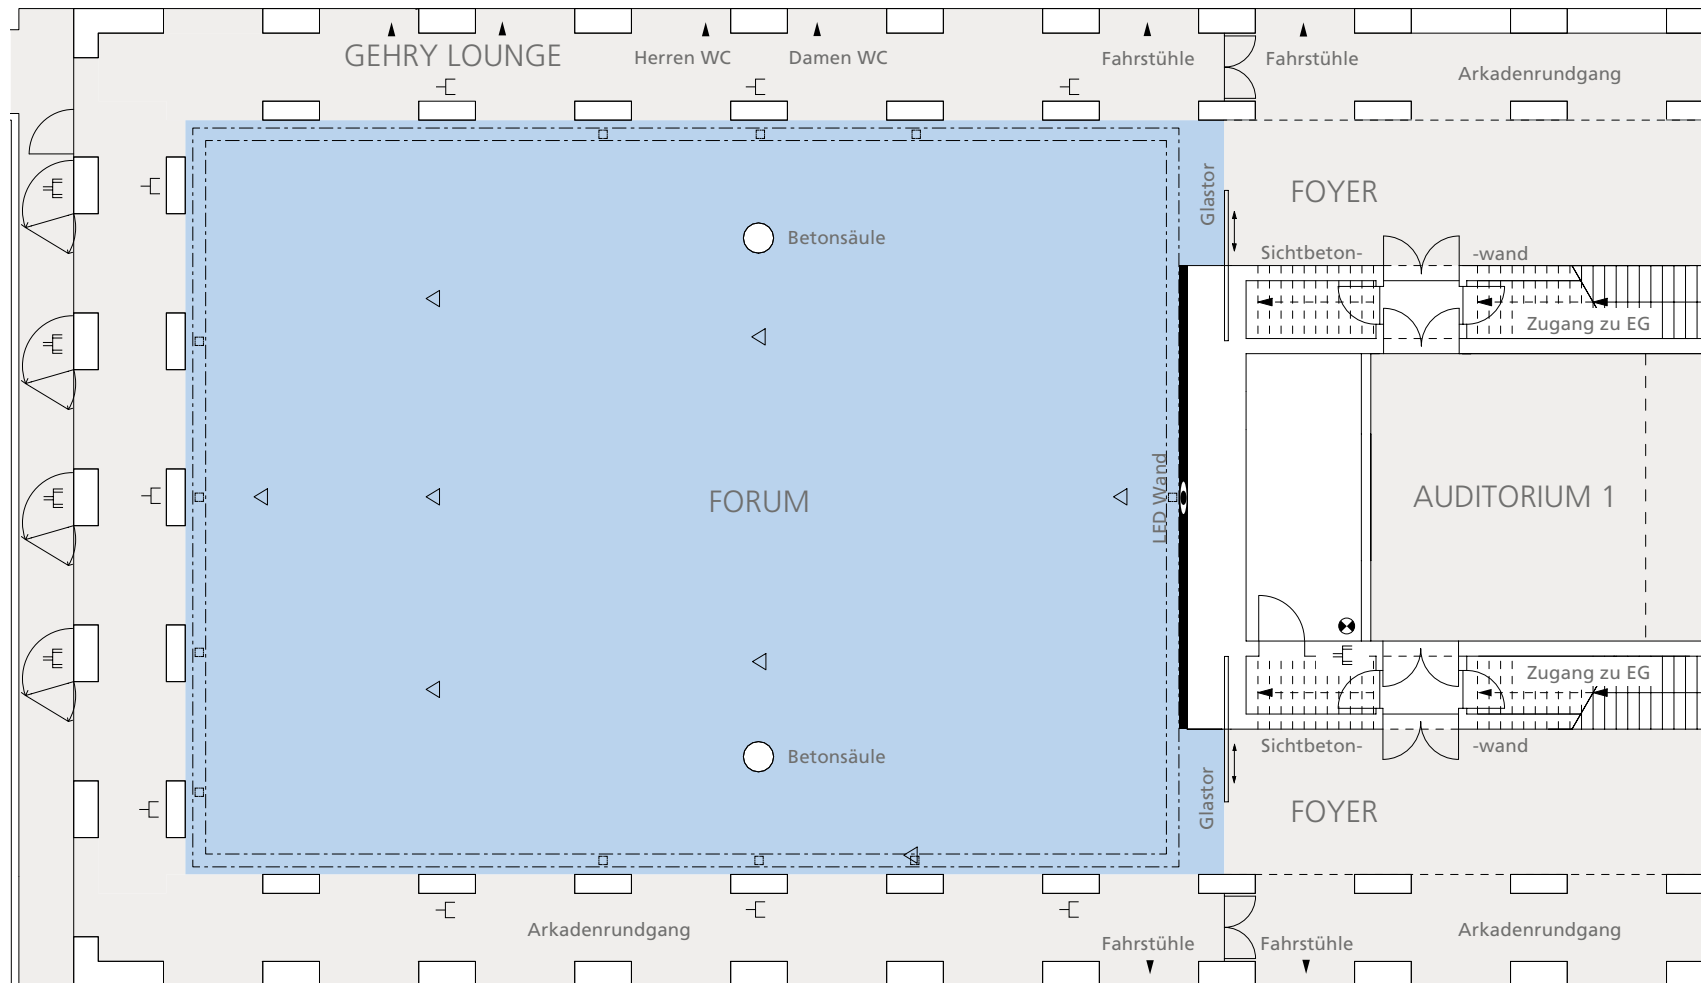 GEHRY LOUNGE
Herren WC
Damen WC
Fahrstühle
Fahrstühle
Arkadenrundgang
Glastor
FOYER
Betonsäule
Sichtbeton-
-wand
Zugang zu EG
LED Wand
FORUM
AUDITORIUM 1
Zugang zu EG
Betonsäule
Sichtbeton-
-wand
Glastor
FOYER
Arkadenrundgang
Fahrstühle
Fahrstühle
Arkadenrundgang